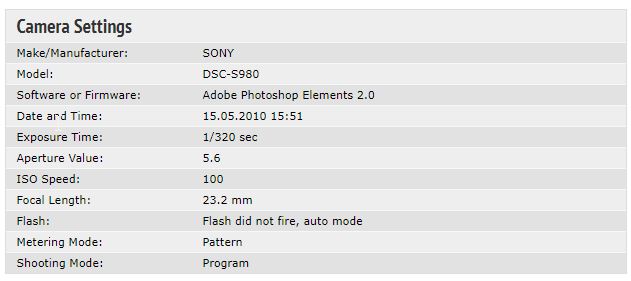 Camera Settings
Make/Manufacturer: SONY
Model: DSC-S980
Software or Firmware: Adobe Photoshop Elements 2.0
Date and Time: 15.05.2010 15:51
Exposure Time: 1/320 sec
Aperture Value: 5.6
ISO Speed: 100
Focal Length: 23.2 mm
Flash: Flash did not fire, auto mode
Metering Mode: Pattern
Shooting Mode: Program